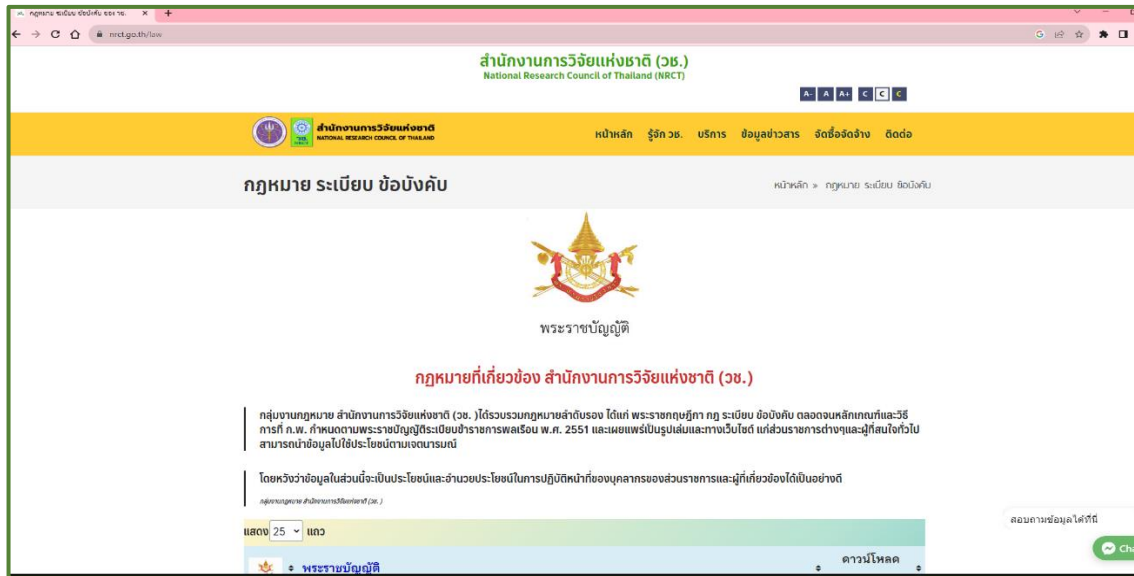 กฎหมาย ระเบียบ ข้อบังคับ ของ วช.
nrct.go.th/law
สำนักงานการวิจัยแห่งชาติ (วช.)
National Research Council of Thailand (NRCT)
A- A A+ C C C
สำนักงานการวิจัยแห่งชาติ
NATIONAL RESEARCH COUNCIL OF THAILAND
หน้าหลัก รู้จัก วช. บริการ ข้อมูลข่าวสาร จัดซื้อจัดจ้าง ติดต่อ
กฎหมาย ระเบียบ ข้อบังคับ
หน้าหลัก » กฎหมาย ระเบียบ ข้อบังคับ
พระราชบัญญัติ
กฎหมายที่เกี่ยวข้อง สำนักงานการวิจัยแห่งชาติ (วช.)
กลุ่มงานกฎหมาย สำนักงานการวิจัยแห่งชาติ (วช. )ได้รวบรวมกฎหมายลำดับรอง ได้แก่ พระราชกฤษฎีกา กฎ ระเบียบ ข้อบังคับ ตลอดจนหลักเกณฑ์และวิธี
การที่ ก.พ. กำหนดตามพระราชบัญญัติระเบียบข้าราชการพลเรือน พ.ศ. 2551 และเผยแพร่เป็นรูปเล่มและทางเว็บไซต์ แก่ส่วนราชการต่างๆและผู้ที่สนใจทั่วไป
สามารถนำข้อมูลไปใช้ประโยชน์ตามเจตนารมณ์
โดยหวังว่าข้อมูลในส่วนนี้จะเป็นประโยชน์และอำนวยประโยชน์ในการปฏิบัติหน้าที่ของบุคลากรของส่วนราชการและผู้ที่เกี่ยวข้องได้เป็นอย่างดี
กลุ่มงานกฎหมาย สำนักงานการวิจัยแห่งชาติ (วช. )
แสดง 25 แถว
สอบถามข้อมูลได้ที่นี่
Cha
พระราชบัญญัติ
ดาวน์โหลด